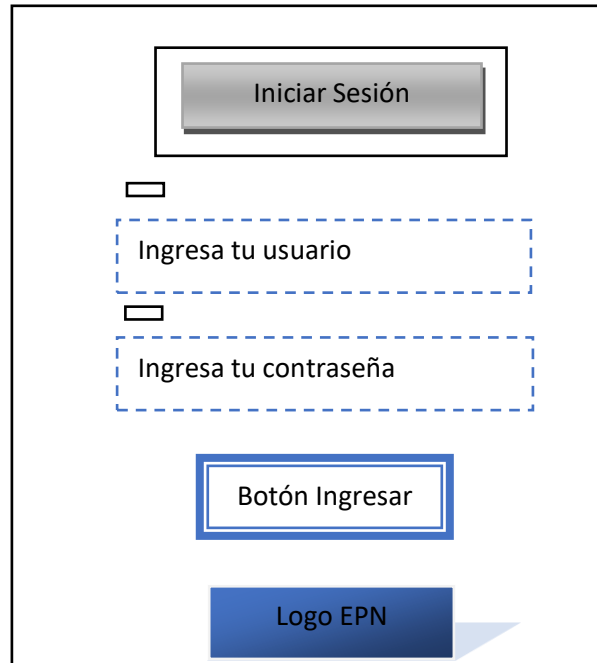 Iniciar Sesión
Ingresa tu usuario
Ingresa tu contraseña
Botón Ingresar
Logo EPN